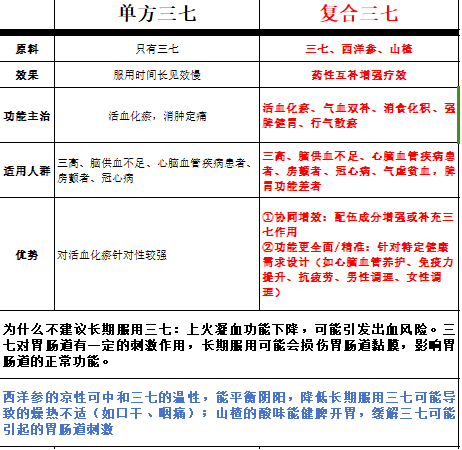 单方三七 复合三七
原料 只有三七 三七、西洋参、山楂
效果 服用时间长见效慢 药性互补增强疗效
功能主治 活血化瘀，消肿定痛 活血化瘀、气血双补、消食化积、强
脾健胃、行气散瘀
适用人群 三高、脑供血不足、心脑血管疾病患者、
房颤者、冠心病
三高、脑供血不足、心脑血管疾病患
者、房颤者、冠心病、气虚贫血，脾
胃功能差者
优势 对活血化瘀针对性较强
①协同增效：配伍成分增强或补充三
七作用
②功能更全面/精准：针对特定健康
需求设计（如心脑血管养护、免疫力
提升、抗疲劳、男性调理、女性调
理）
为什么不建议长期服用三七：上火凝血功能下降，可能引发出血风险。三
七对胃肠道有一定的刺激作用，长期服用可能会损伤胃肠道黏膜，影响胃
肠道的正常功能。
西洋参的凉性可中和三七的温性，能平衡阴阳，降低长期服用三七可能导
致的燥热不适（如口干、咽痛）；山楂的酸味能健脾开胃，缓解三七可能
引起的胃肠道刺激